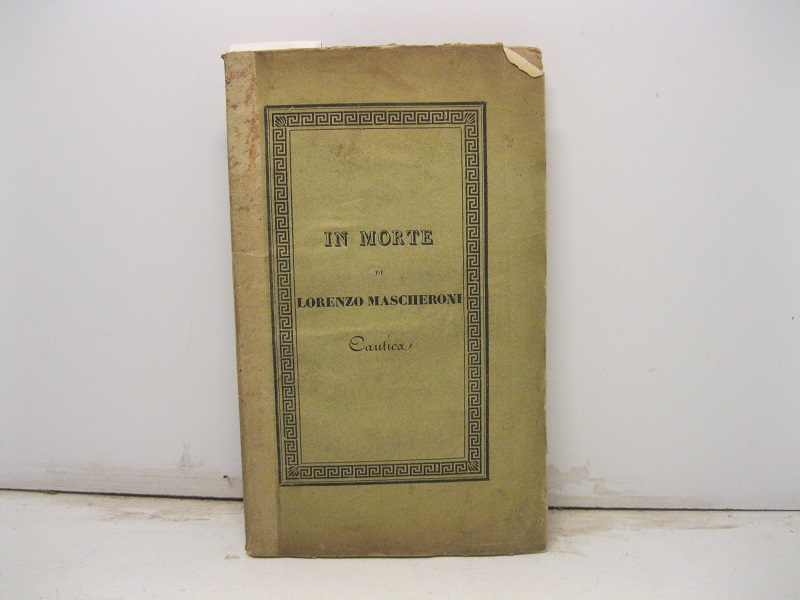 IN MORTE
DI
LORENZO MASCHERONI
Cantica